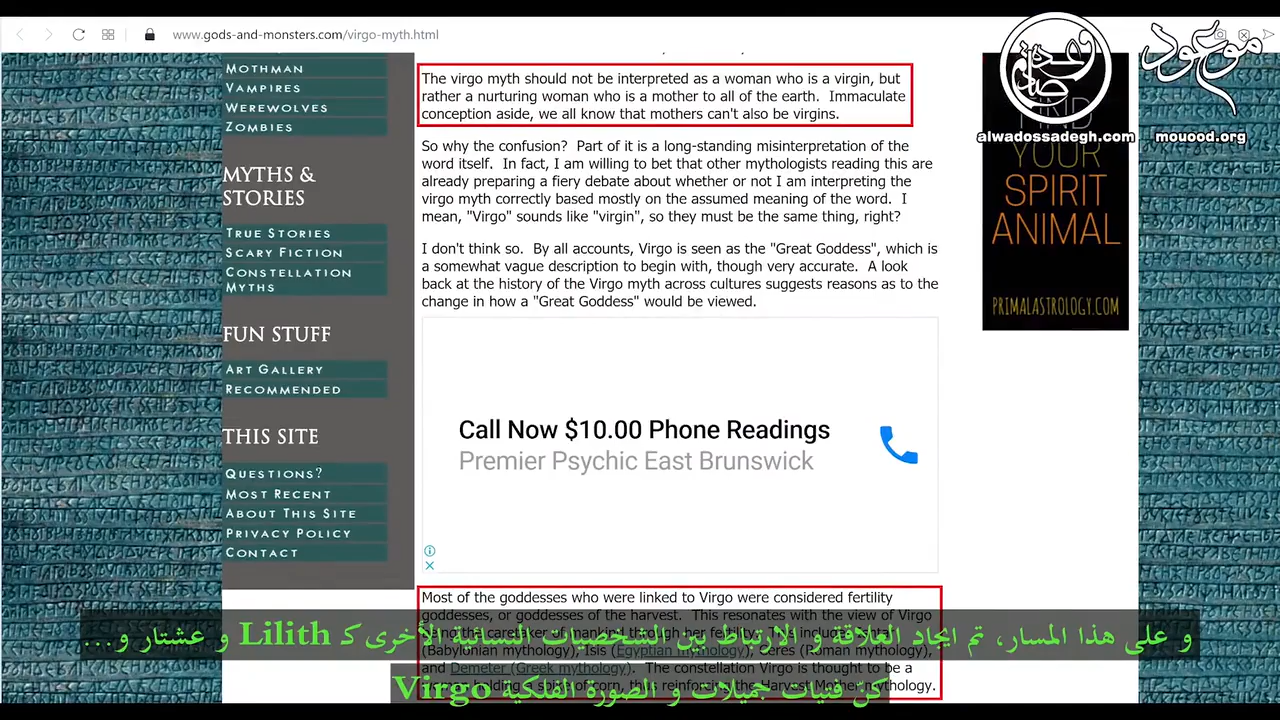 www.gods-and-monsters.com/virgo-myth.html
وعده صادق
موعود
alwadossadegh.com
mouood.org
MOTHMAN
VAMPIRES
WEREWOLVES
ZOMBIES
MYTHS &
STORIES
TRUE STORIES
SCARY FICTION
CONSTELLATION
MYTHS
FUN STUFF
ART GALLERY
RECOMMENDED
THIS SITE
QUESTIONS?
MOST RECENT
ABOUT THIS SITE
PRIVACY POLICY
CONTACT
The virgo myth should not be interpreted as a woman who is a virgin, but
rather a nurturing woman who is a mother to all of the earth. Immaculate
conception aside, we all know that mothers can't also be virgins.
So why the confusion? Part of it is a long-standing misinterpretation of the
word itself. In fact, I am willing to bet that other mythologists reading this are
already preparing a fiery debate about whether or not I am interpreting the
virgo myth correctly based mostly on the assumed meaning of the word. I
mean, "Virgo" sounds like "virgin", so they must be the same thing, right?
I don't think so. By all accounts, Virgo is seen as the "Great Goddess", which is
a somewhat vague description to begin with, though very accurate. A look
back at the history of the Virgo myth across cultures suggests reasons as to the
change in how a "Great Goddess" would be viewed.
Call Now $10.00 Phone Readings
Premier Psychic East Brunswick
Most of the goddesses who were linked to Virgo were considered fertility
goddesses, or goddesses of the harvest. This resonates with the view of Virgo
(Babylonian mythology), Isis (Egyptian mythology), Ceres (Roman mythology),
and Demeter (Greek mythology). The constellation Virgo is thought to be a
FIND
YOUR
SPIRIT
ANIMAL
PRIMALASTROLOGY.COM
و على هذا المسار، تم ايجاد العلاقة و الارتباط بين الشخصيات النسائية الأخرى كـ Lilith و عشتار و...
كنّ فتيات جميلات و الصورة الفلكية Virgo